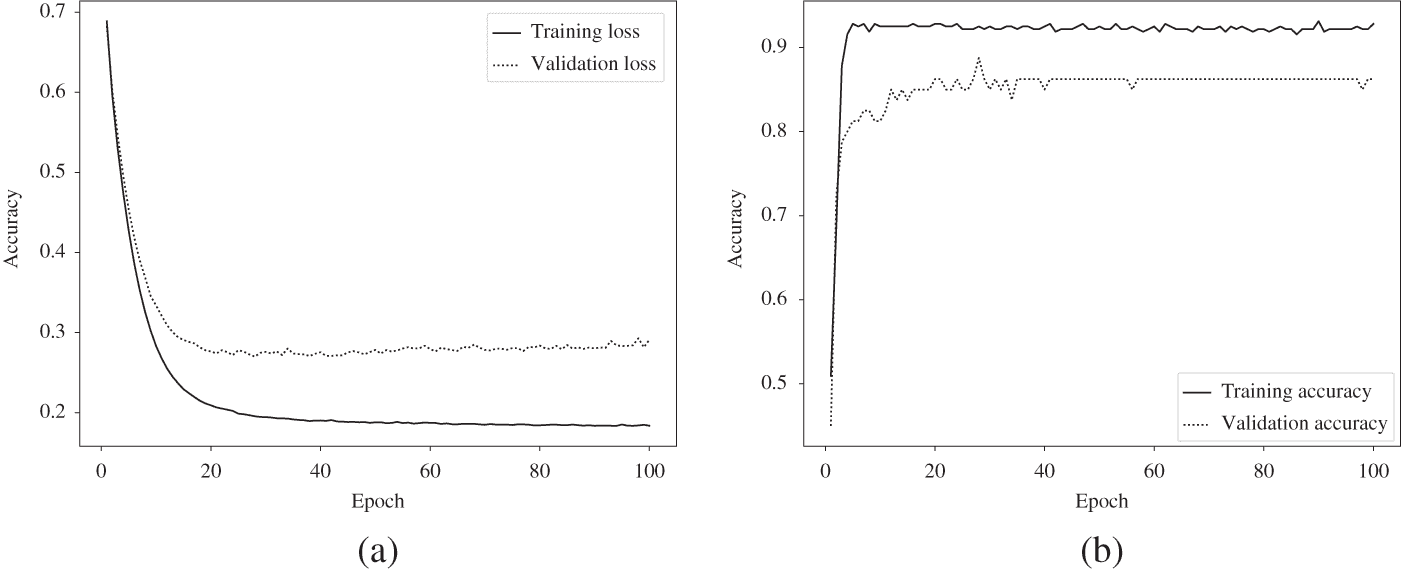 0.7
0.6
0.5
0.4
0.3
0.2
Accuracy
Training loss
Validation loss
0 20 40 60 80 100
Epoch
(a)
0.9
0.8
0.7
0.6
0.5
Accuracy
Training accuracy
Validation accuracy
0 20 40 60 80 100
Epoch
(b)